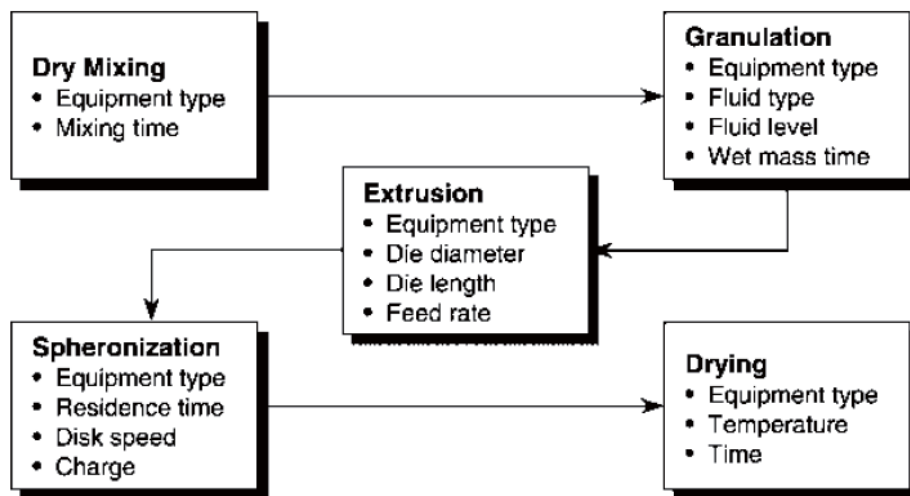 Dry Mixing
• Equipment type
• Mixing time
Granulation
• Equipment type
• Fluid type
• Fluid level
• Wet mass time
Extrusion
• Equipment type
• Die diameter
• Die length
• Feed rate
Spheronization
• Equipment type
• Residence time
• Disk speed
• Charge
Drying
• Equipment type
• Temperature
• Time